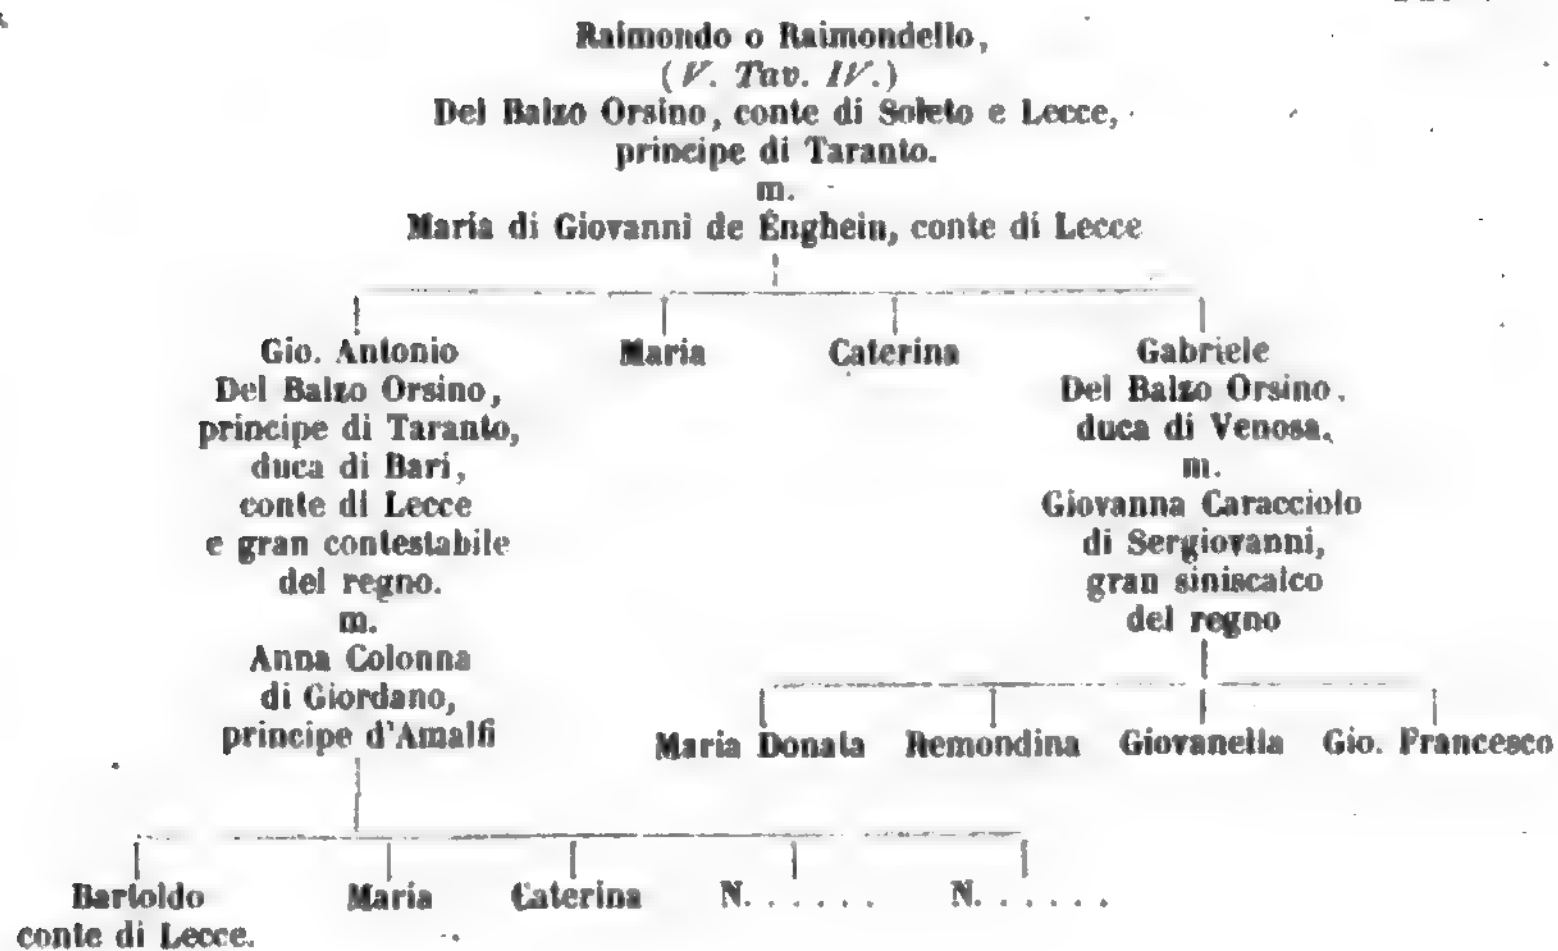 Raimondo o Raimondello,
(V. Tav. IV.)
Del Balzo Orsino, conte di Soleto e Lecce,
principe di Taranto.
m.
Maria di Giovanni de Énghein, conte di Lecce
Gio. Antonio
Del Balzo Orsino,
principe di Taranto,
duca di Bari,
conte di Lecce
e gran contestabile
del regno.
m.
Anna Colonna
di Giordano,
principe d'Amalfi
Maria
Caterina
Gabriele
Del Balzo Orsino.
duca di Venosa.
m.
Giovanna Caracciolo
di Sergiovanni,
gran siniscalco
del regno
Maria Donata
Remondina
Giovanella
Gio. Francesco
Bartoldo
conte di Lecce.
Maria
Caterina
N. . . . . .
N. . . . . .